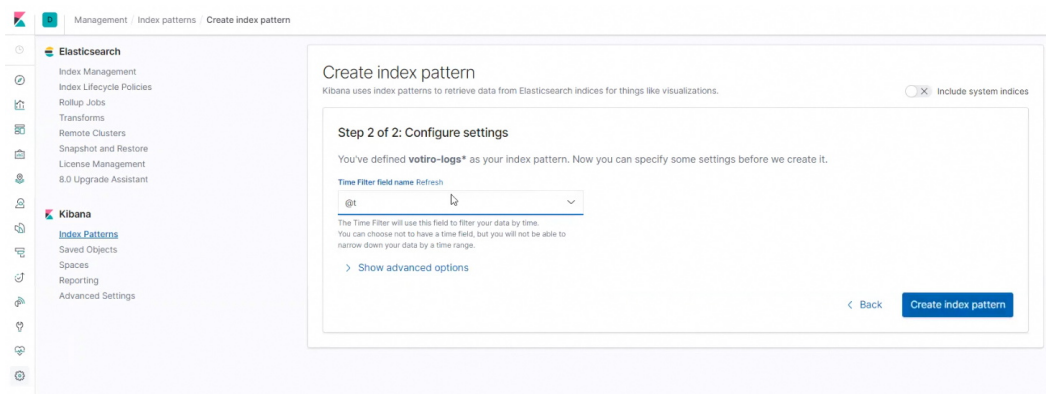 D Management / Index patterns / Create index pattern
Elasticsearch
Index Management
Index Lifecycle Policies
Rollup Jobs
Transforms
Remote Clusters
Snapshot and Restore
License Management
8.0 Upgrade Assistant
Kibana
Index Patterns
Saved Objects
Spaces
Reporting
Advanced Settings
Create index pattern
Kibana uses index patterns to retrieve data from Elasticsearch indices for things like visualizations.
Include system indices
Step 2 of 2: Configure settings
You've defined votiro-logs* as your index pattern. Now you can specify some settings before we create it.
Time Filter field name Refresh
@t
The Time Filter will use this field to filter your data by time.
You can choose not to have a time field, but you will not be able to
narrow down your data by a time range.
Show advanced options
Back
Create index pattern